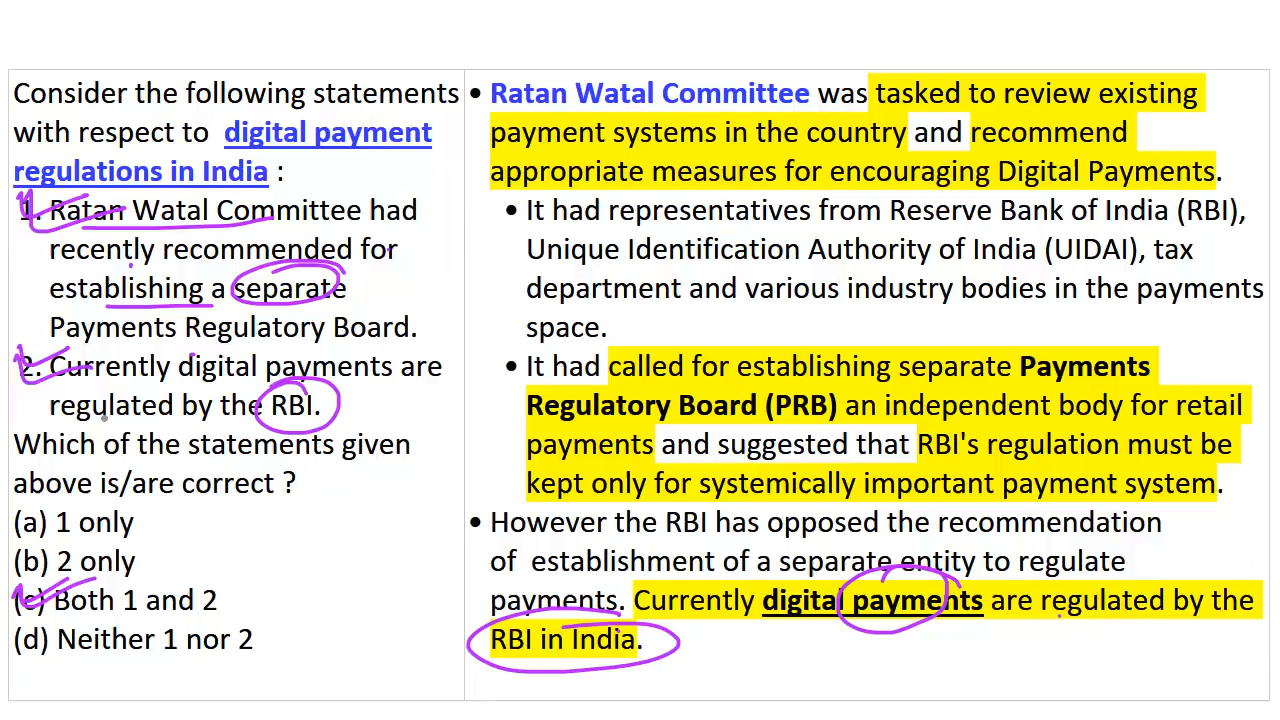 Consider the following statements
with respect to digital payment
regulations in India :
1. Ratan Watal Committee had
recently recommended for
establishing a separate
Payments Regulatory Board.
2. Currently digital payments are
regulated by the RBI.
Which of the statements given
above is/are correct ?
(a) 1 only
(b) 2 only
(c) Both 1 and 2
(d) Neither 1 nor 2
• Ratan Watal Committee was tasked to review existing
payment systems in the country and recommend
appropriate measures for encouraging Digital Payments.
• It had representatives from Reserve Bank of India (RBI),
Unique Identification Authority of India (UIDAI), tax
department and various industry bodies in the payments
space.
• It had called for establishing separate Payments
Regulatory Board (PRB) an independent body for retail
payments and suggested that RBI's regulation must be
kept only for systemically important payment system.
• However the RBI has opposed the recommendation
of establishment of a separate entity to regulate
payments. Currently digital payments are regulated by the
RBI in India.